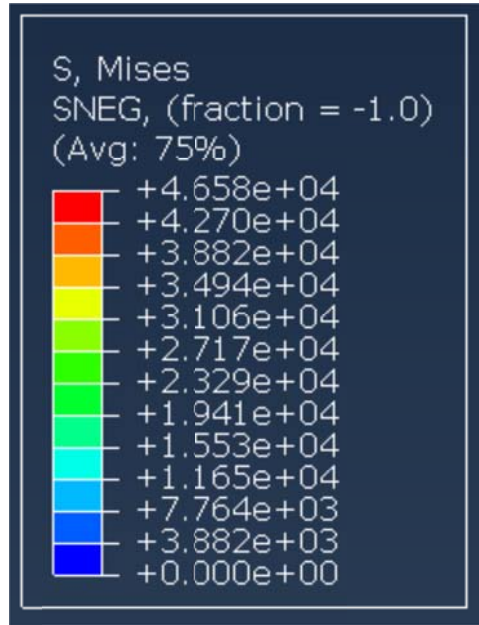 S, Mises
SNEG, (fraction = -1.0)
(Avg: 75%)
+4.658e+04
+4.270e+04
+3.882e+04
+3.494e+04
+3.106e+04
+2.717e+04
+2.329e+04
+1.941e+04
+1.553e+04
+1.165e+04
+7.764e+03
+3.882e+03
+0.000e+00